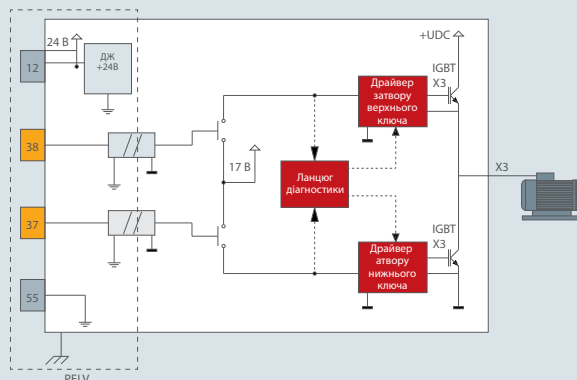 24 В
12
ДЖ
+24В
+UDC
IGBT
X3
Драйвер
затвору
верхнього
ключа
38
17 В
Ланцюг
діагностики
X3
37
IGBT
X3
Драйвер
атвору
нижнього
ключа
55
PELV